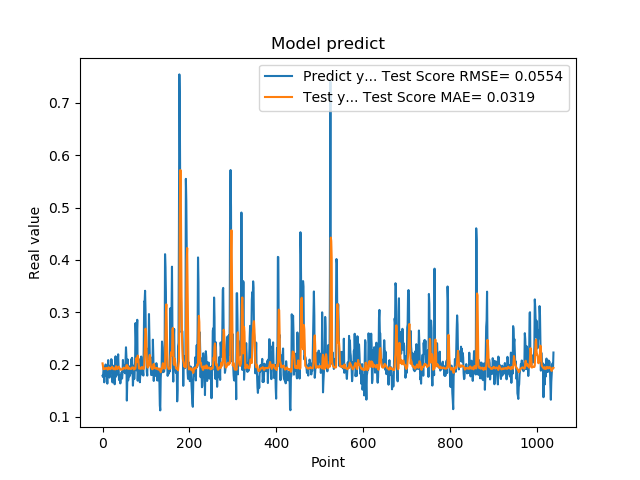 Model predict
Predict y... Test Score RMSE= 0.0554
Test y... Test Score MAE= 0.0319
Real value
0.7
0.6
0.5
0.4
0.3
0.2
0.1
0 200 400 600 800 1000
Point